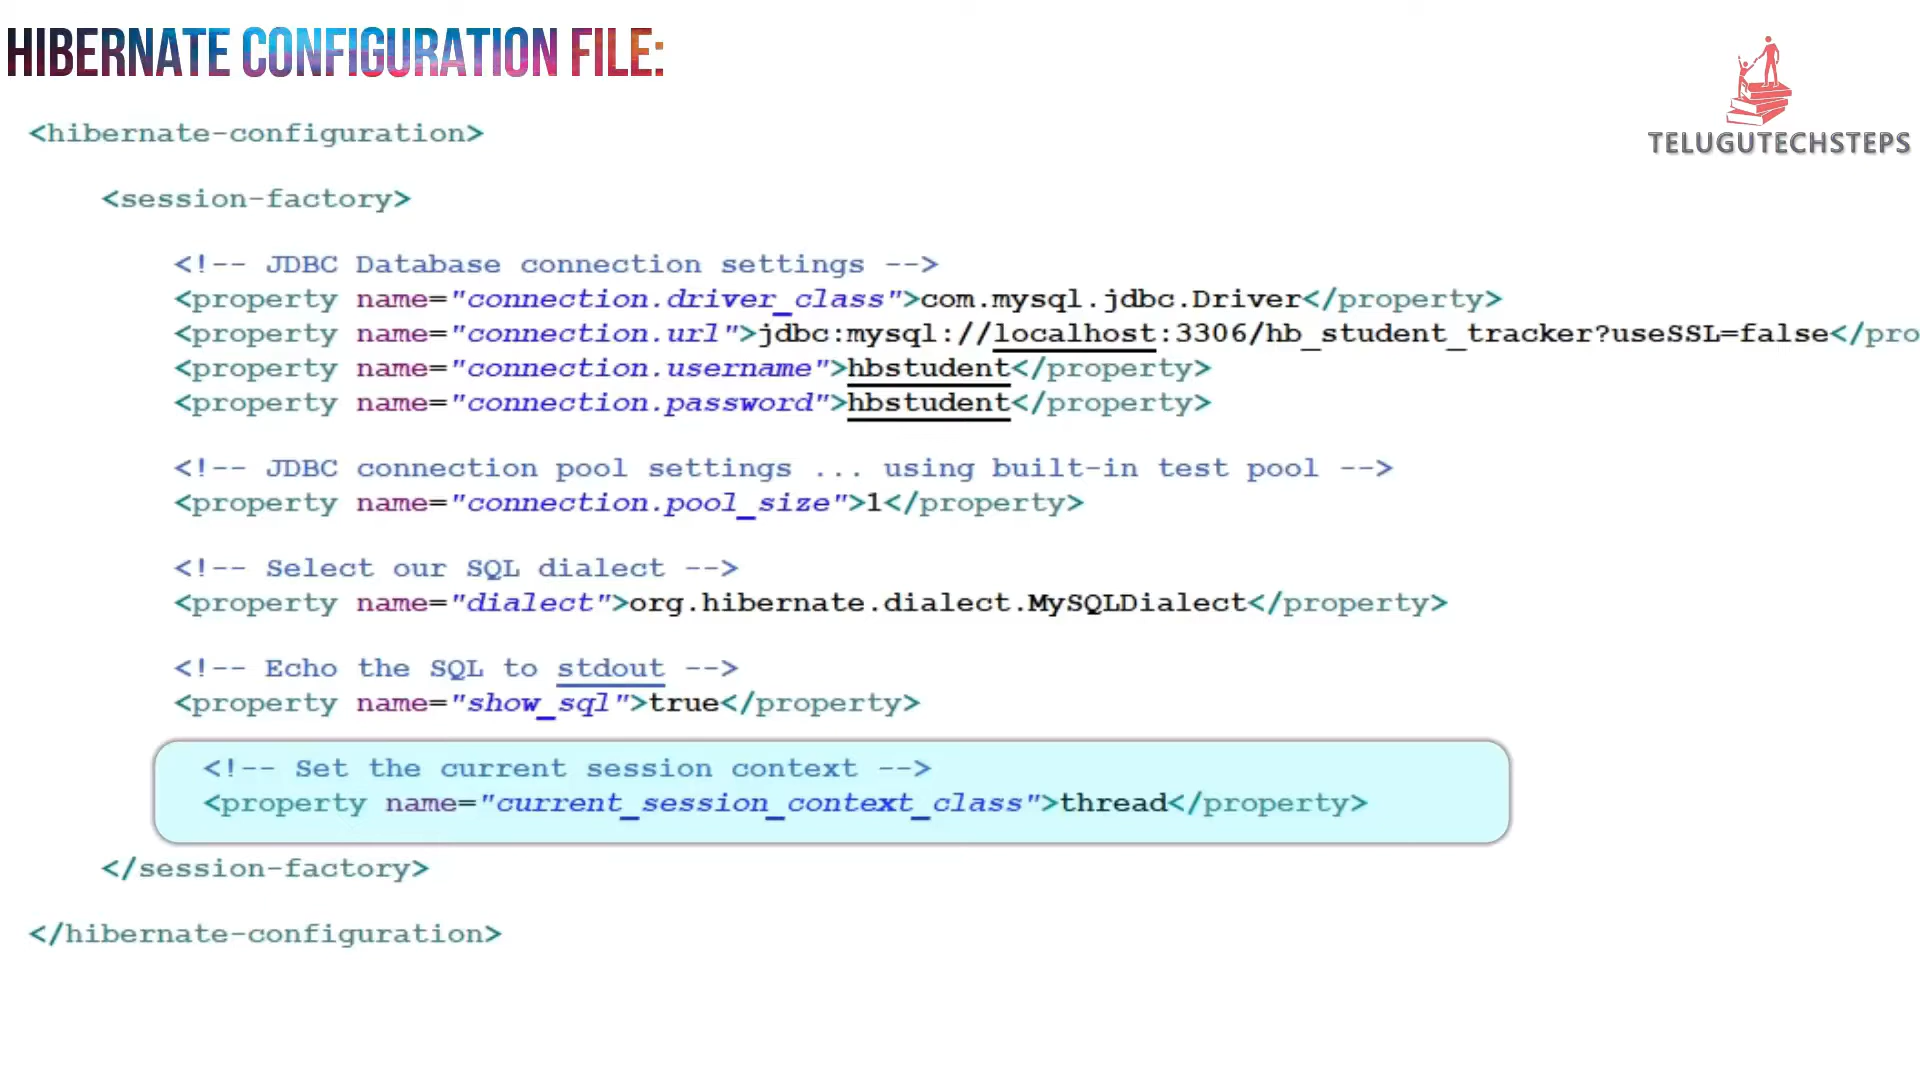 HIBERNATE CONFIGURATION FILE:
TELUGUTECHSTEPS
<hibernate-configuration>
<session-factory>
<!-- JDBC Database connection settings -->
<property name="connection.driver_class">com.mysql.jdbc.Driver</property>
<property name="connection.url">jdbc:mysql://localhost:3306/hb_student_tracker?useSSL=false</pro
<property name="connection.username">hbstudent</property>
<property name="connection.password">hbstudent</property>
<!-- JDBC connection pool settings ... using built-in test pool -->
<property name="connection.pool_size">1</property>
<!-- Select our SQL dialect -->
<property name="dialect">org.hibernate.dialect.MySQLDialect</property>
<!-- Echo the SQL to stdout -->
<property name="show_sql">true</property>
<!-- Set the current session context -->
<property name="current_session_context_class">thread</property>
</session-factory>
</hibernate-configuration>